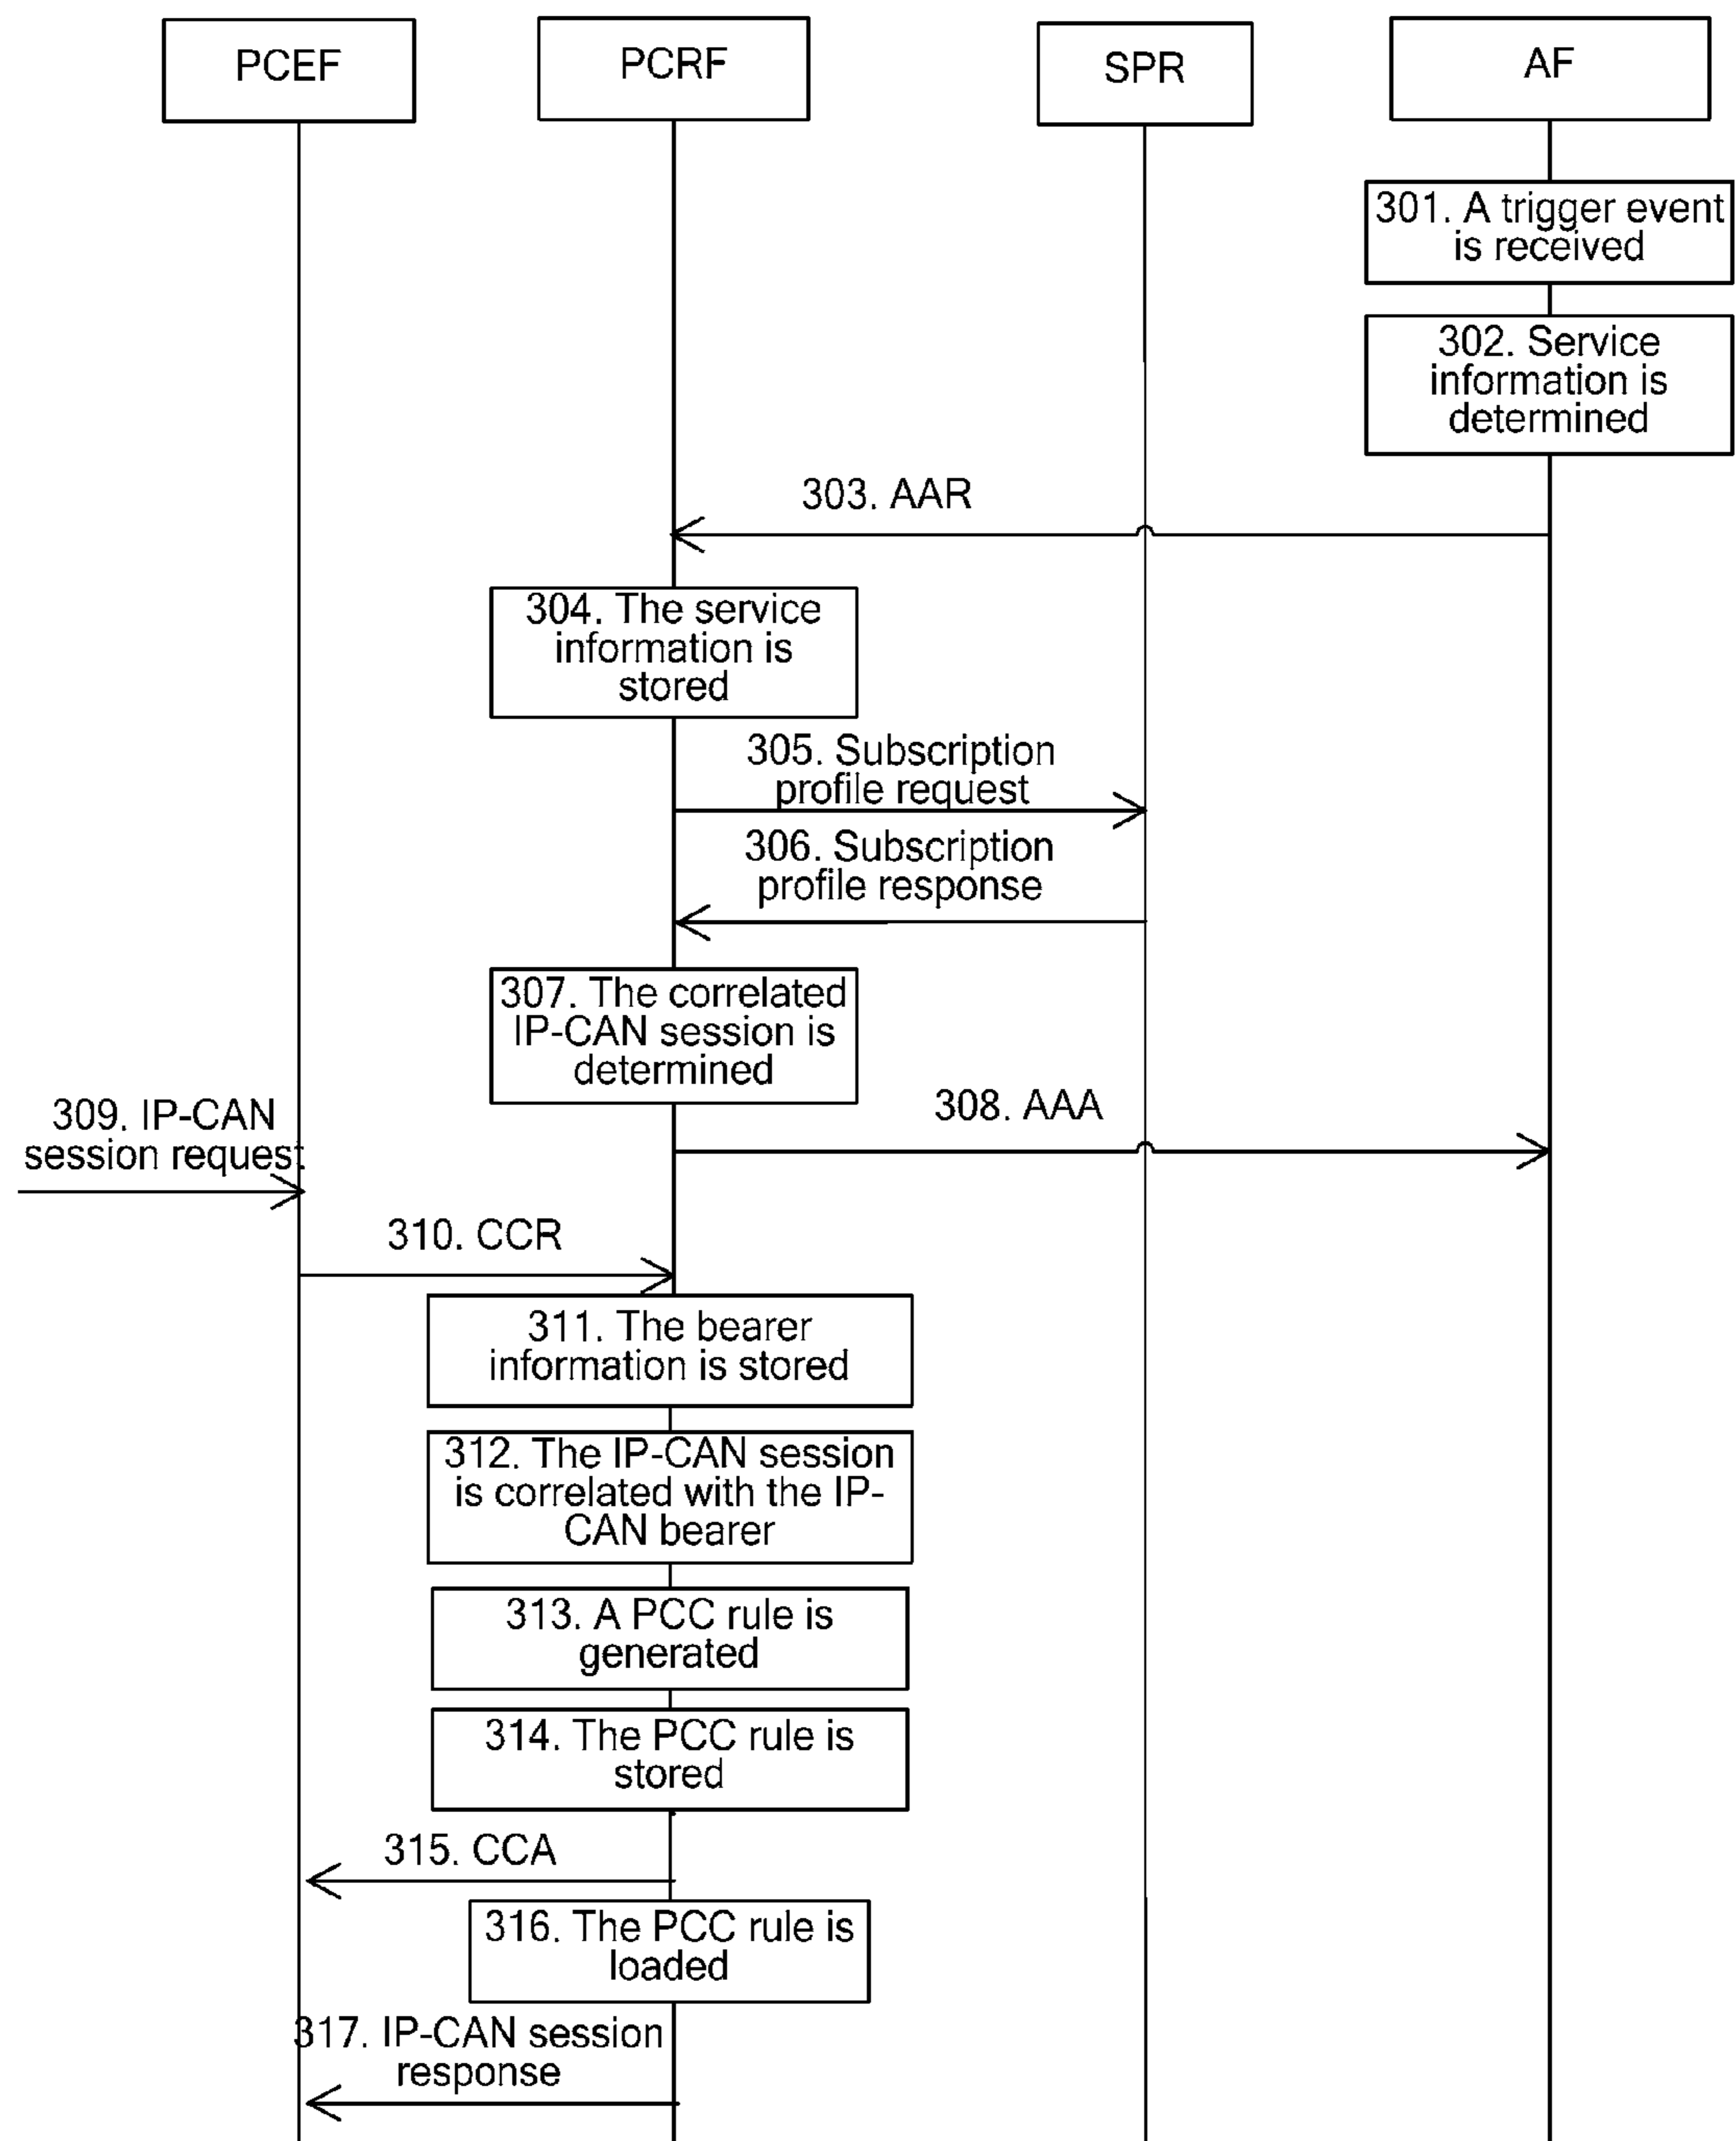 PCEF
PCRF
SPR
AF
301. A trigger event
is received
302. Service
information is
determined
303. AAR
304. The service
information is
stored
305. Subscription
profile request
306. Subscription
profile response
307. The correlated
IP-CAN session is
determined
308. AAA
309. IP-CAN
session request
310. CCR
311. The bearer
information is stored
312. The IP-CAN session
is correlated with the IP-
CAN bearer
313. A PCC rule is
generated
314. The PCC rule is
stored
315. CCA
316. The PCC rule is
loaded
317. IP-CAN session
response